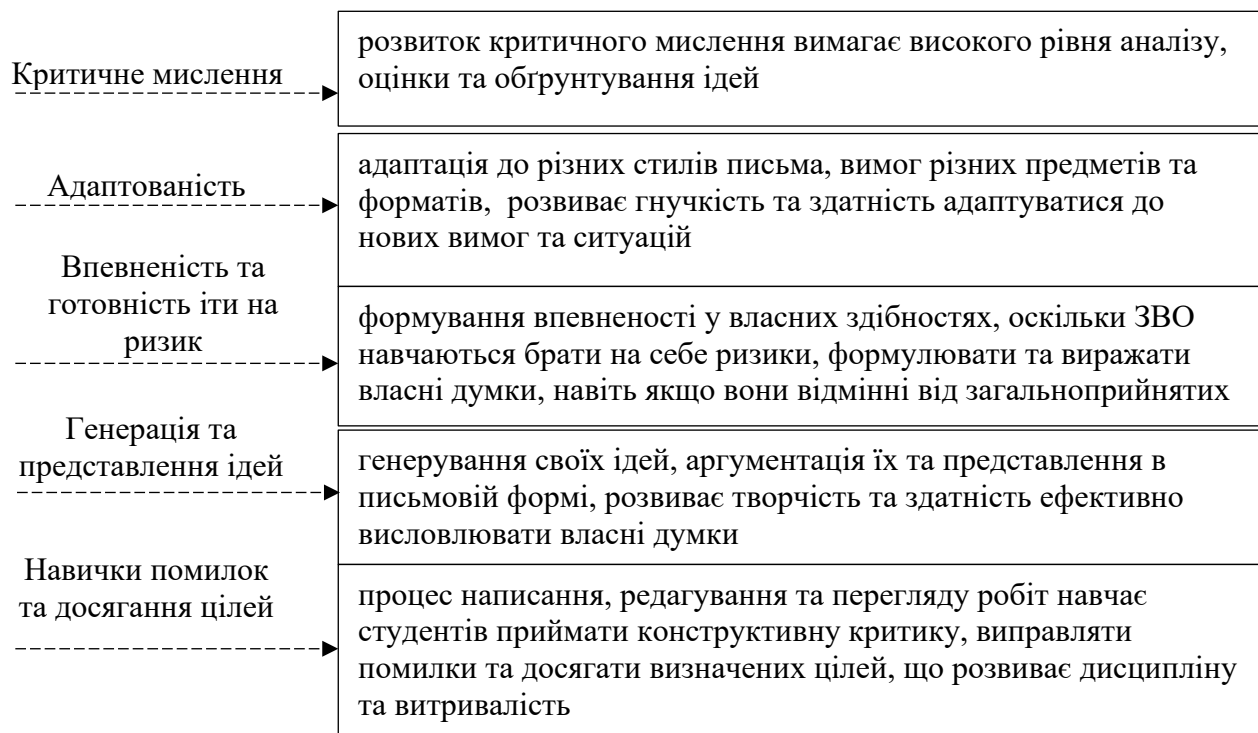 Критичне мислення
розвиток критичного мислення вимагає високого рівня аналізу,
оцінки та обґрунтування ідей
Адаптованість
адаптація до різних стилів письма, вимог різних предметів та
форматів, розвиває гнучкість та здатність адаптуватися до
нових вимог та ситуацій
Впевненість та
готовність іти на
ризик
формування впевненості у власних здібностях, оскільки ЗВО
навчаються брати на себе ризики, формулювати та виражати
власні думки, навіть якщо вони відмінні від загальноприйнятих
Генерація та
представлення ідей
генерування своїх ідей, аргументація їх та представлення в
письмовій формі, розвиває творчість та здатність ефективно
висловлювати власні думки
Навички помилок
та досягання цілей
процес написання, редагування та перегляду робіт навчає
студентів приймати конструктивну критику, виправляти
помилки та досягати визначених цілей, що розвиває дисципліну
та витривалість